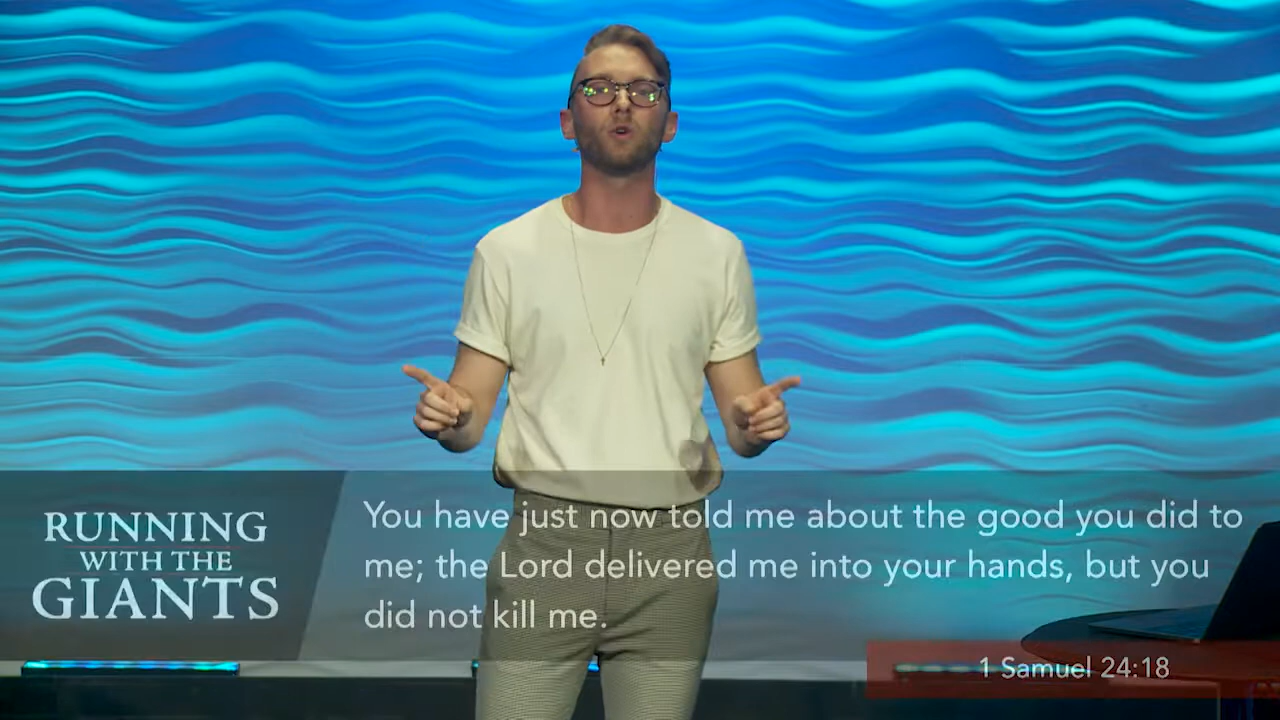 RUNNING
WITH THE
GIANTS
You have just now told me about the good you did to
me; the Lord delivered me into your hands, but you
did not kill me.
1 Samuel 24:18